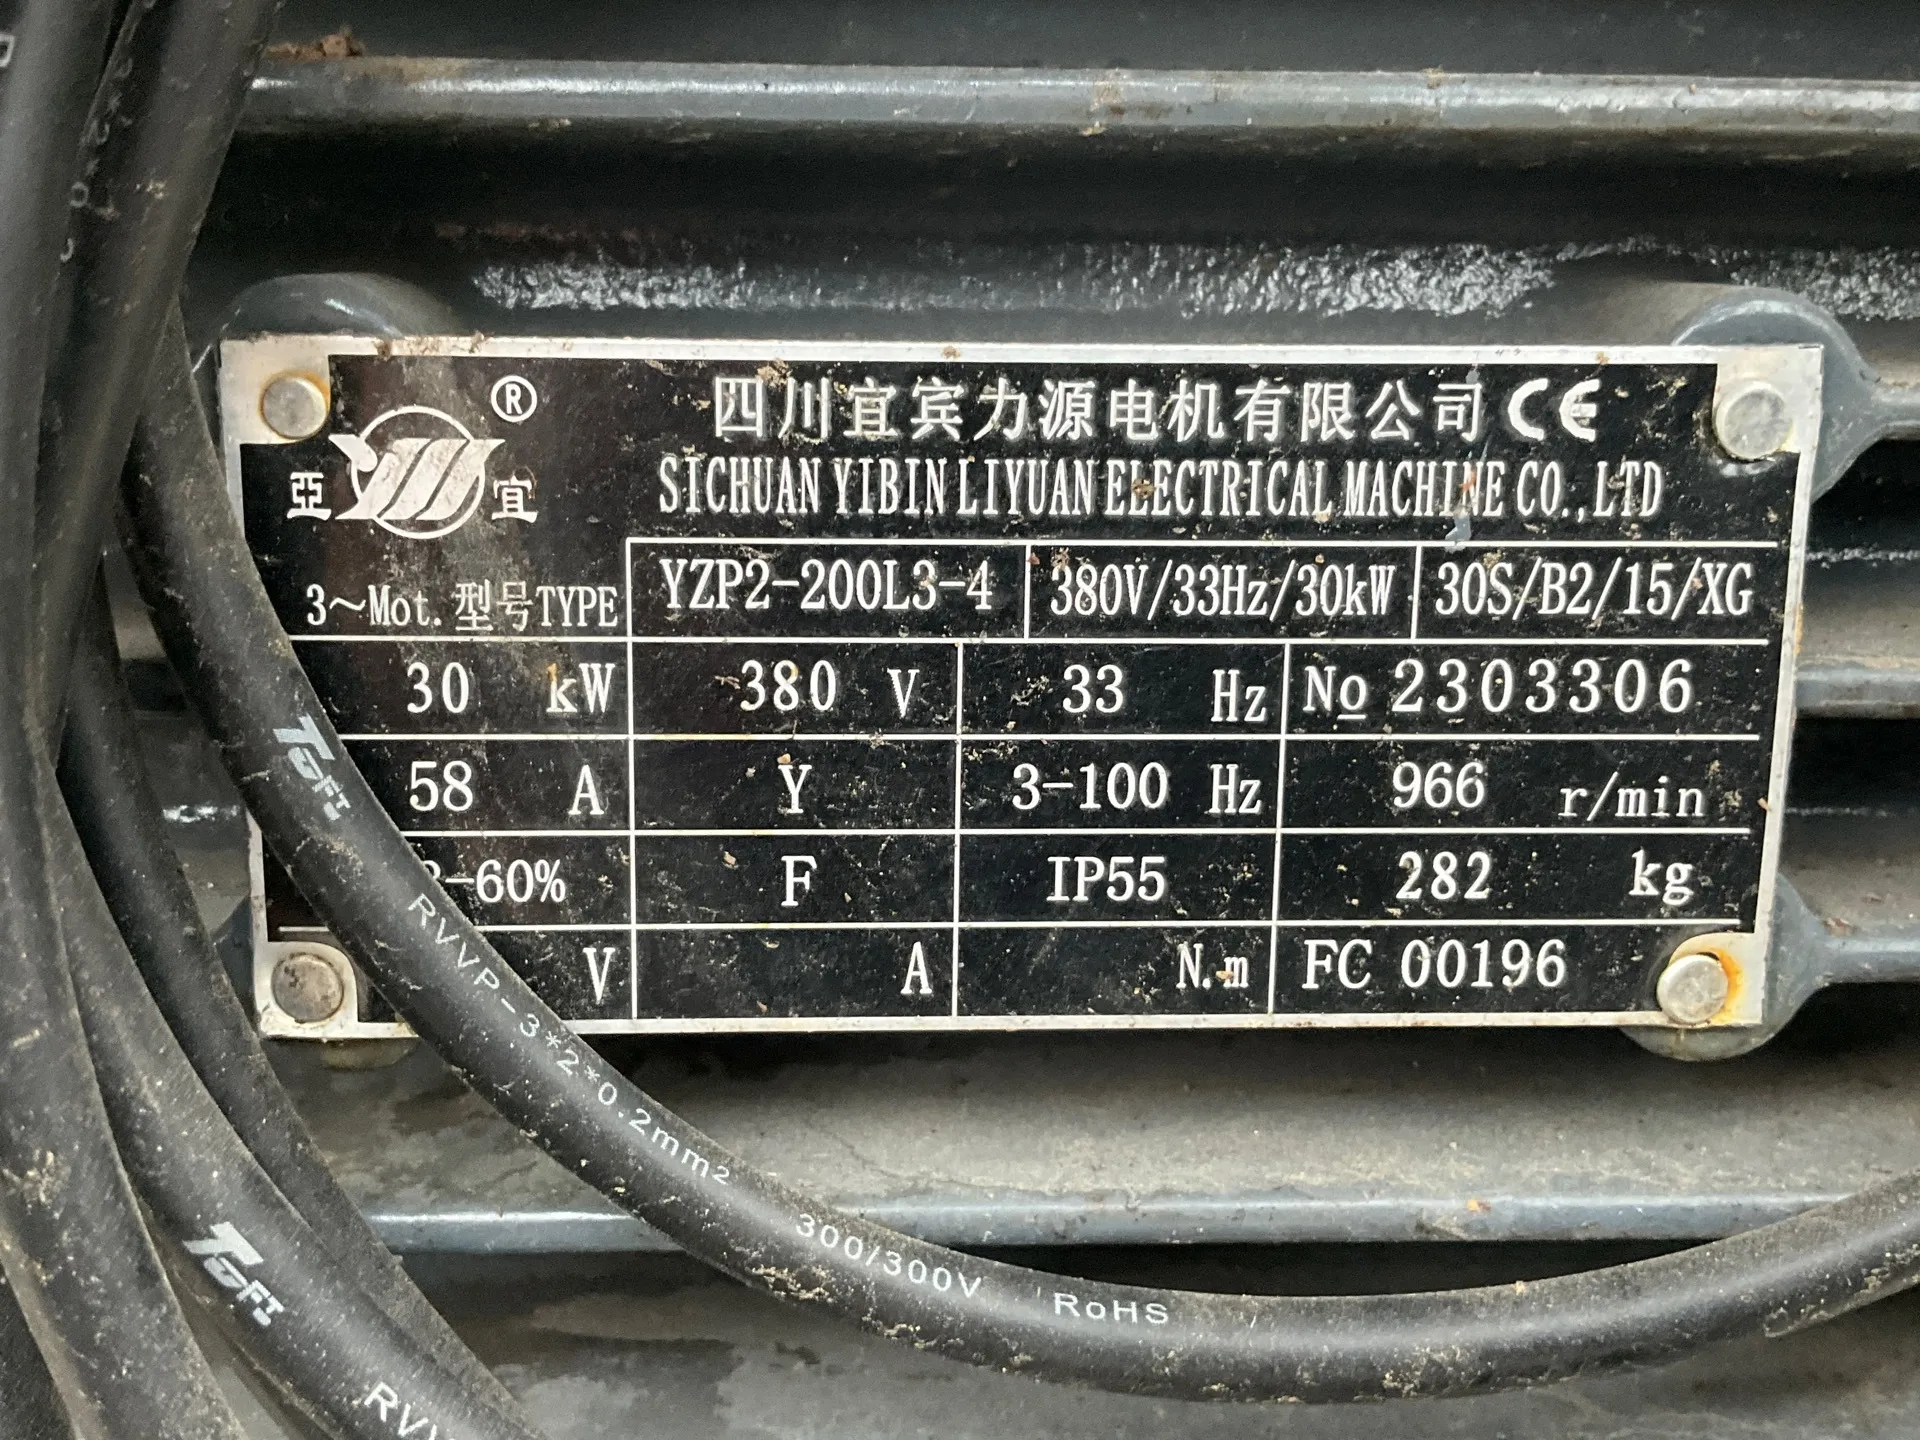 ®
亞 宜
四川宜宾力源电机有限公司 CE
SICHUAN YIBIN LIYUAN ELECTRICAL MACHINE CO.,LTD
3～Mot. 型号TYPE YZP2-200L3-4 380V/33Hz/30kW 30S/B2/15/XG
30 kW 380 V 33 Hz No 2303306
58 A Y 3-100 Hz 966 r/min
-60% F IP55 282 kg
V A N.m FC 00196
TOFT RVVP-3*2*0.2mm² 300/300V RoHS
TOFT